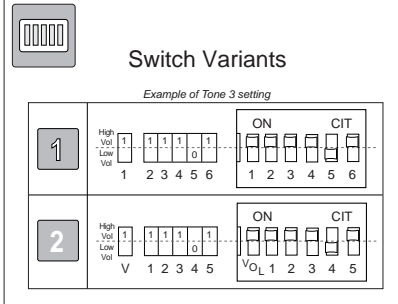 Switch Variants
Example of Tone 3 setting
1
High Vol
Low Vol
1 1 1 1 0 1
1 2 3 4 5 6
ON CIT
1 2 3 4 5 6
2
High Vol
Low Vol
1 1 1 1 0 1
V 1 2 3 4 5
ON CIT
VOL 1 2 3 4 5